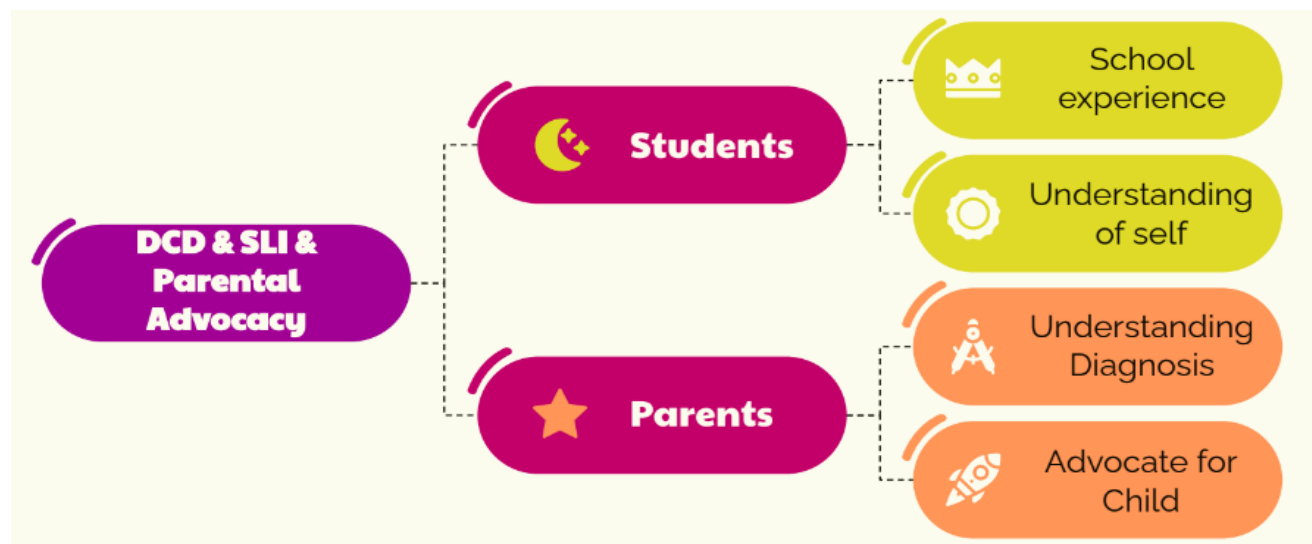 DCD & SLI &
Parental
Advocacy
Students
School
experience
Understanding
of self
Parents
Understanding
Diagnosis
Advocate for
Child